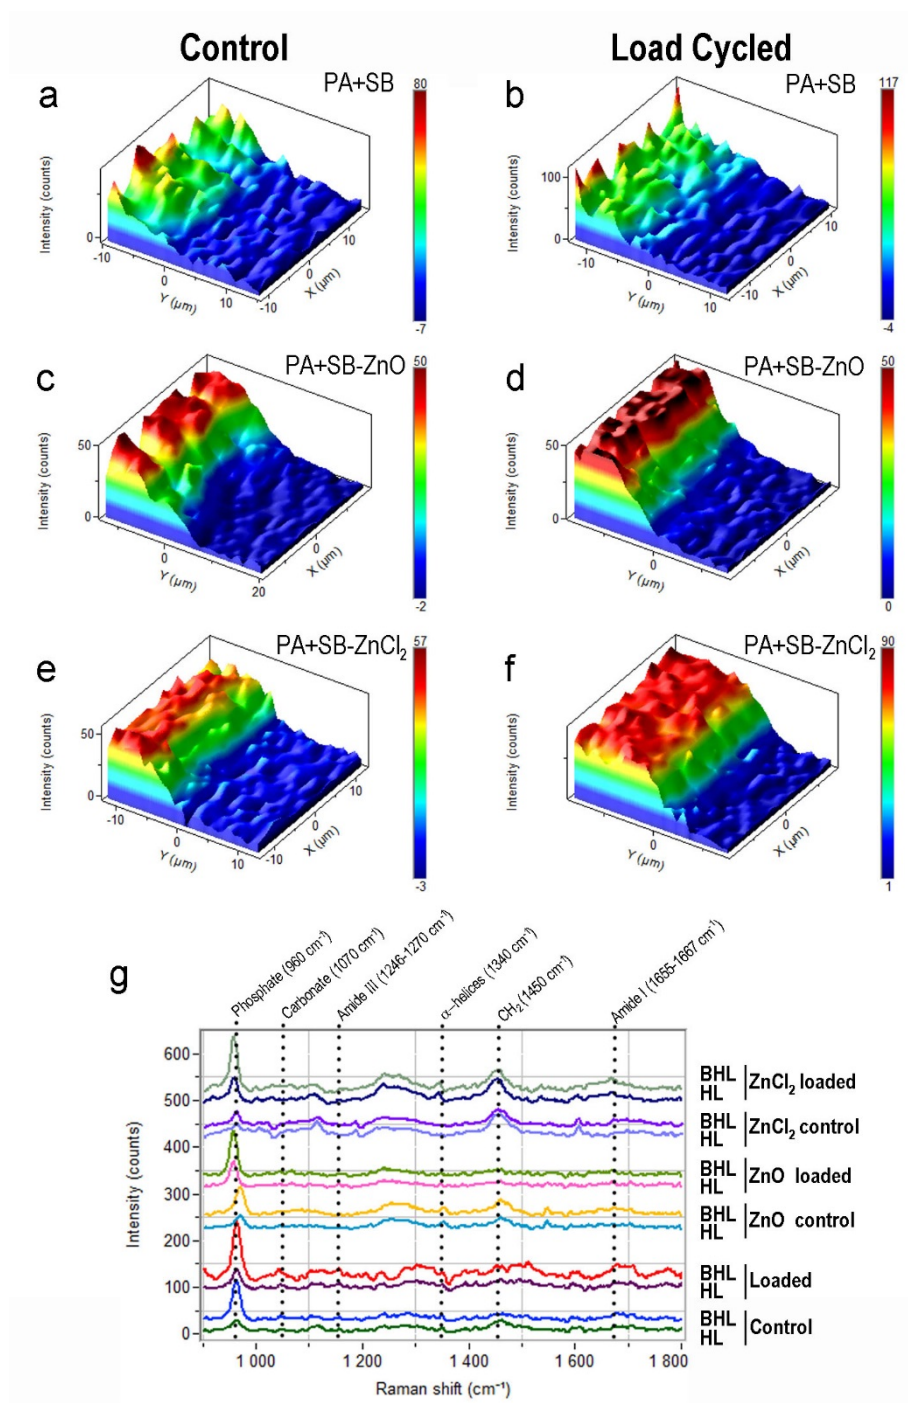 Control
Load Cycled
a
PA+SB
80
Intensity (counts)
0
-10
0
10
Y (µm)
-10
0
10
X (µm)
-7
b
PA+SB
117
Intensity (counts)
100
0
-10
0
10
Y (µm)
-10
0
10
X (µm)
-4
c
PA+SB-ZnO
50
Intensity (counts)
50
0
0
20
Y (µm)
0
X (µm)
-2
d
PA+SB-ZnO
50
Intensity (counts)
50
0
0
Y (µm)
0
X (µm)
0
e
PA+SB-ZnCl₂
57
Intensity (counts)
50
0
-10
0
10
Y (µm)
-10
0
10
X (µm)
-3
f
PA+SB-ZnCl₂
90
Intensity (counts)
0
Y (µm)
0
X (µm)
1
g
Phosphate (960 cm⁻¹)
Carbonate (1070 cm⁻¹)
Amide III (1246-1270 cm⁻¹)
α–helices (1340 cm⁻¹)
CH₂ (1450 cm⁻¹)
Amide I (1655-1667 cm⁻¹)
Intensity (counts)
600
500
400
300
200
100
0
BHL
HL
ZnCl₂ loaded
BHL
HL
ZnCl₂ control
BHL
HL
ZnO loaded
BHL
HL
ZnO control
BHL
HL
Loaded
BHL
HL
Control
1 000
1 200
1 400
1 600
1 800
Raman shift (cm⁻¹)